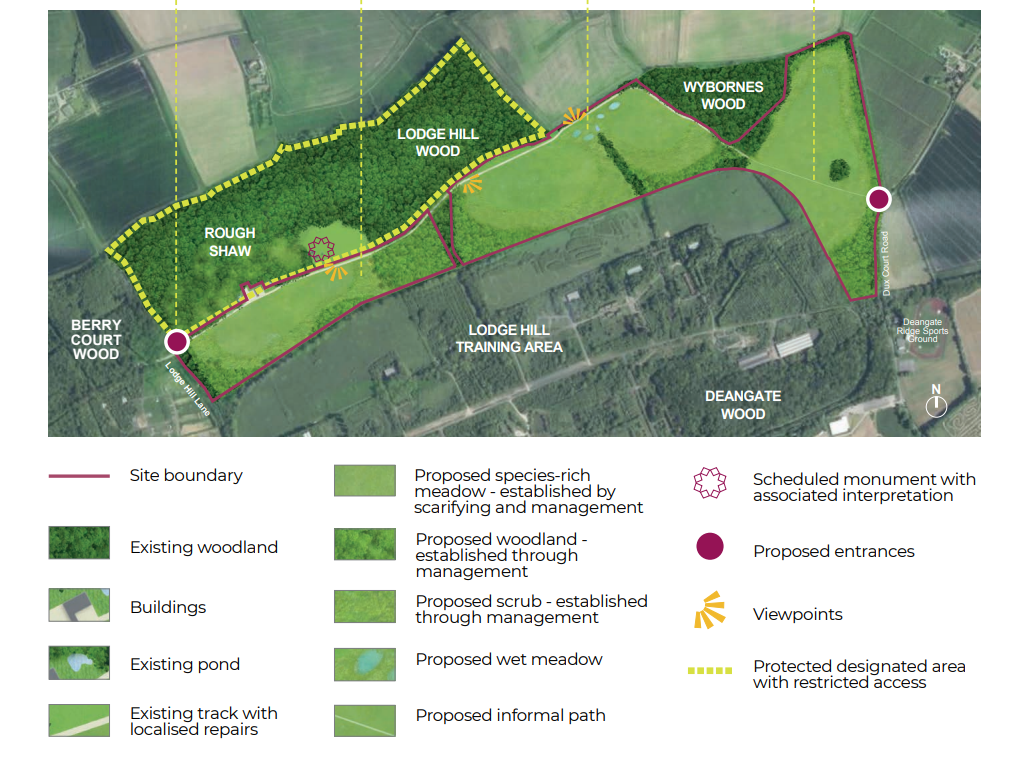 WYBORNES
WOOD
LODGE HILL
WOOD
ROUGH
SHAW
BERRY
COURT
WOOD
Lodge Hill Lane
LODGE HILL
TRAINING AREA
DEANGATE
WOOD
Dux Court Road
Deangate
Ridge Sports
Ground
N
Site boundary
Existing woodland
Buildings
Existing pond
Existing track with
localised repairs
Proposed species-rich
meadow - established by
scarifying and management
Proposed woodland -
established through
management
Proposed scrub - established
through management
Proposed wet meadow
Proposed informal path
Scheduled monument with
associated interpretation
Proposed entrances
Viewpoints
Protected designated area
with restricted access